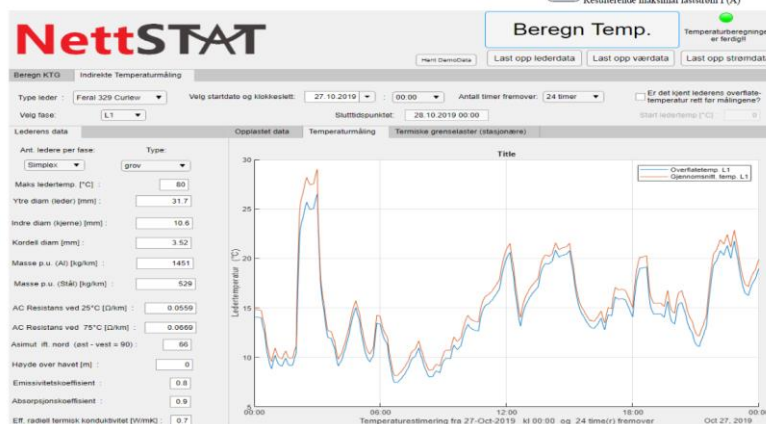 Resulterende maksimal laststrøm I (A)
NettSTAT
Beregn Temp.
Temperaturberegninge
er ferdig!!
Hent DemoData
Last opp lederdata
Last opp værdata
Last opp strømdata
Beregn KTG
Indirekte Temperaturmåling
Type leder :
Feral 329 Curlew
Velg startdato og klokkeslett:
27.10.2019
:
00:00
Antall timer fremover:
24 timer
Er det kjent lederens overflate-
temperatur rett før målingene?
Velg fase:
L1
Sluttidspunktet:
28.10.2019 00:00
Start ledertemp [°C]
0
Lederens data
Opplastet data
Temperaturmåling
Termiske grenselaster (stasjonære)
Ant. ledere per fase:
Type:
Simplex
grov
Maks ledertemp. [°C] :
80
Ytre diam (leder) [mm] :
31.7
Indre diam (kjerne) [mm] :
10.6
Kordell diam [mm] :
3.52
Masse p.u. (Al) [kg/km] :
1451
Masse p.u. (Stål) [kg/km] :
529
AC Resistans ved 25°C [Ω/km] :
0.0559
AC Resistans ved 75°C [Ω/km] :
0.0669
Asimut ift. nord (øst - vest = 90) :
66
Høyde over havet [m] :
0
Emissivitetskoeffisient :
0.8
Absorpsjonskoeffisient :
0.9
Eff. radiell termisk konduktivitet [W/mK] :
0.7
Title
Overflatetemp. L1
Gjennomsnitt. temp. L1
Ledertemperatur (°C)
30
25
20
15
10
5
00:00
06:00
12:00
18:00
00:0
Temperaturestimering fra 27-Oct-2019 kl 00:00 og 24 time(r) fremover
Oct 27, 2019